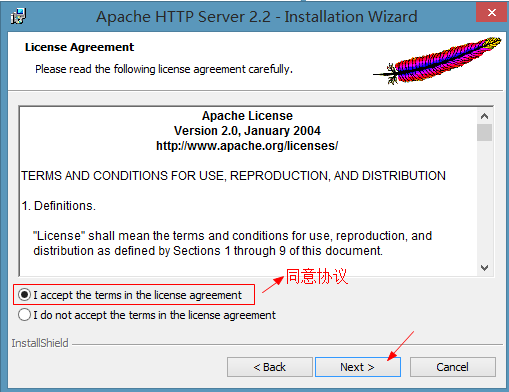 Apache HTTP Server 2.2 - Installation Wizard
License Agreement
Please read the following license agreement carefully.
Apache License
Version 2.0, January 2004
http://www.apache.org/licenses/
TERMS AND CONDITIONS FOR USE, REPRODUCTION, AND DISTRIBUTION
1. Definitions.
"License" shall mean the terms and conditions for use, reproduction, and
distribution as defined by Sections 1 through 9 of this document.
同意协议
I accept the terms in the license agreement
I do not accept the terms in the license agreement
InstallShield
< Back
Next >
Cancel